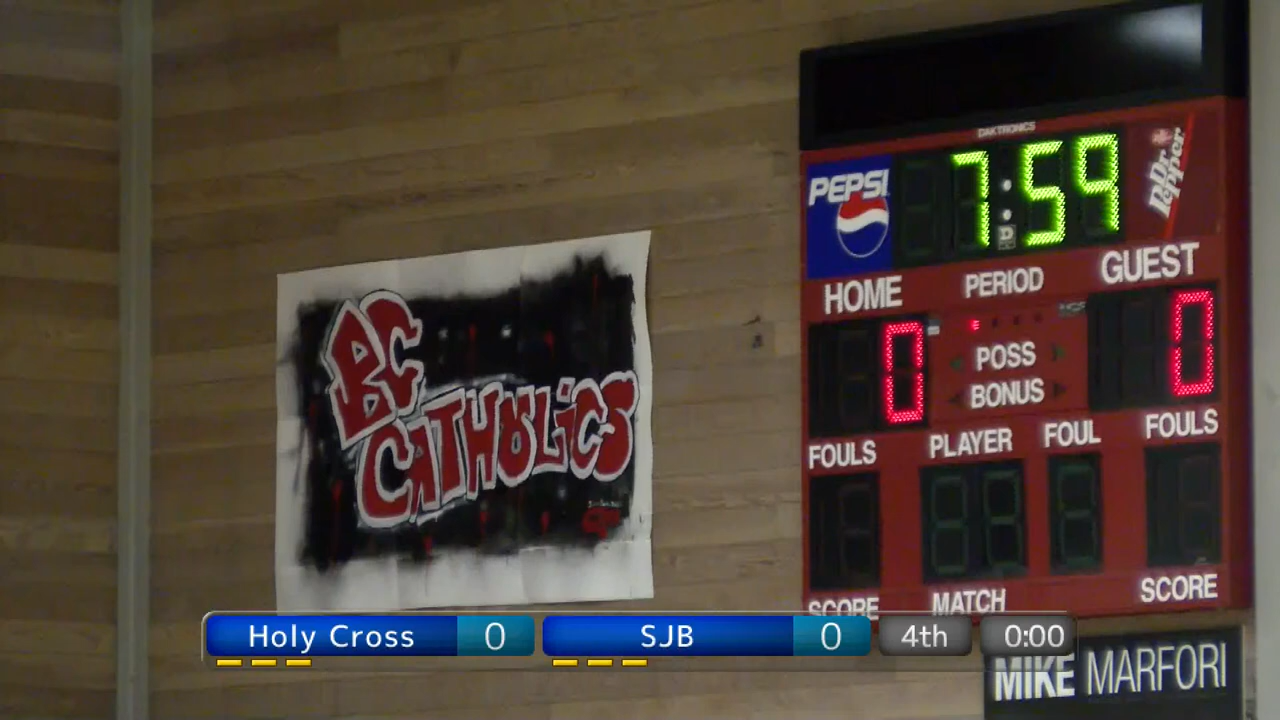 DAKTRONICS
PEPSI
7:59
Dr Pepper
HOME
PERIOD
GUEST
0
0
POSS
BONUS
FOULS
PLAYER
FOUL
FOULS
SCORE
MATCH
SCORE
BC
CATHOLICS
Holy Cross 0 SJB 0 4th 0:00
MIKE MARFORI